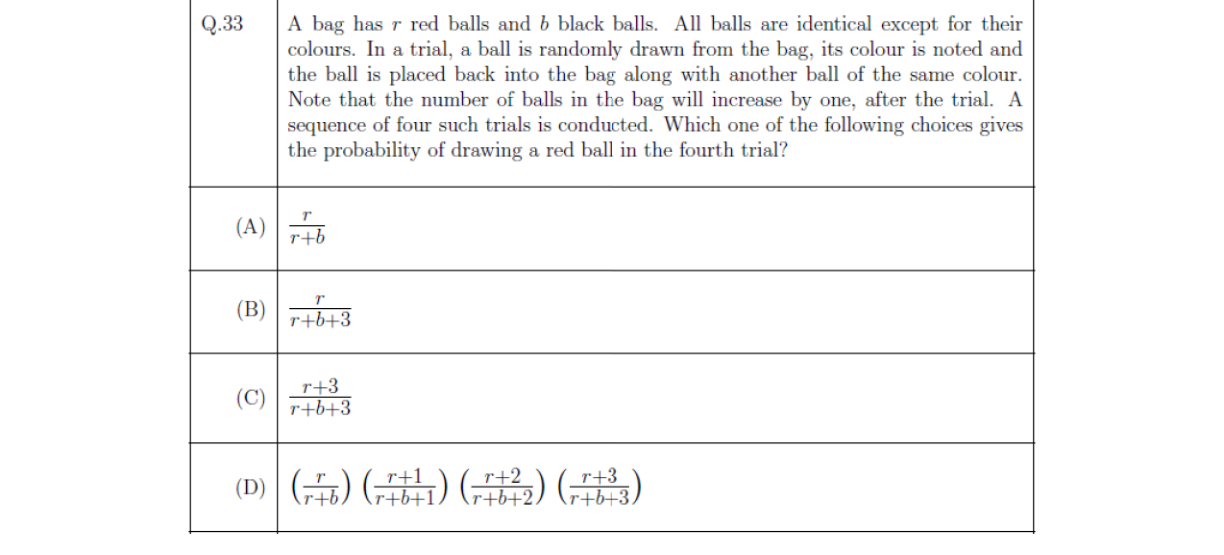 Q.33 A bag has r red balls and b black balls. All balls are identical except for their
colours. In a trial, a ball is randomly drawn from the bag, its colour is noted and
the ball is placed back into the bag along with another ball of the same colour.
Note that the number of balls in the bag will increase by one, after the trial. A
sequence of four such trials is conducted. Which one of the following choices gives
the probability of drawing a red ball in the fourth trial?
(A) r/(r+b)
(B) r/(r+b+3)
(C) (r+3)/(r+b+3)
(D) (r/(r+b)) ((r+1)/(r+b+1)) ((r+2)/(r+b+2)) ((r+3)/(r+b+3))